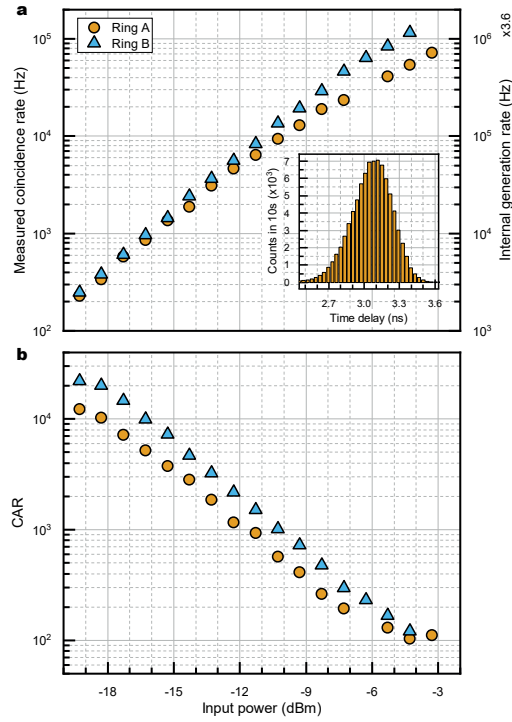 a
x3.6
Ring A
Ring B
10^5
10^4
10^3
10^2
Measured coincidence rate (Hz)
10^6
10^5
10^4
10^3
Internal generation rate (Hz)
7
6
5
4
3
2
1
0
Counts in 10s (x10^3)
2.7 3.0 3.3 3.6
Time delay (ns)
b
10^4
10^3
10^2
CAR
-18 -15 -12 -9 -6 -3
Input power (dBm)